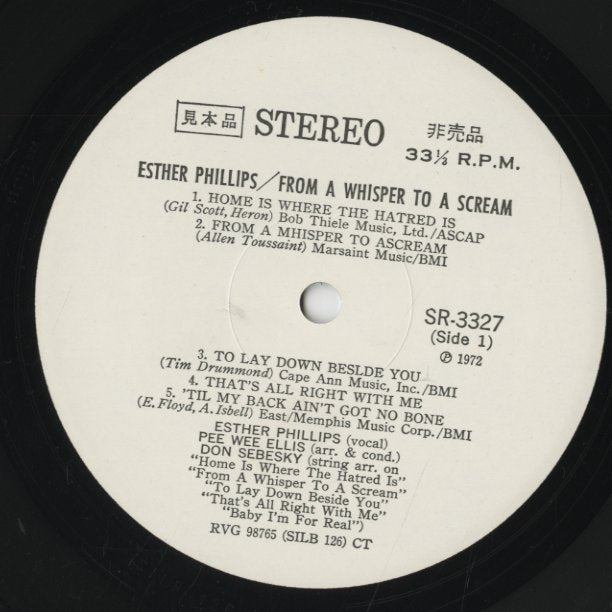 見本品 STEREO 非売品
33⅓ R.P.M.
ESTHER PHILLIPS/FROM A WHISPER TO A SCREAM
1. HOME IS WHERE THE HATRED IS
(Gil Scott, Heron) Bob Thiele Music, Ltd./ASCAP
2. FROM A MHISPER TO ASCREAM
(Allen Toussaint) Marsaint Music/BMI
SR-3327
(Side 1)
Ⓟ 1972
3. TO LAY DOWN BESLDE YOU
(Tim Drummond) Cape Ann Music, Inc./BMI
4. THAT'S ALL RIGHT WITH ME
5. 'TIL MY BACK AIN'T GOT NO BONE
(E. Floyd, A. Isbell) East/Memphis Music Corp./BMI
ESTHER PHILLIPS (vocal)
PEE WEE ELLIS (arr. & cond.)
DON SEBESKY (string arr. on
"Home Is Where The Hatred Is"
"From A Whisper To A Scream"
"To Lay Down Beside You"
"That's All Right With Me"
"Baby I'm For Real")
RVG 98765 (SILB 126) CT